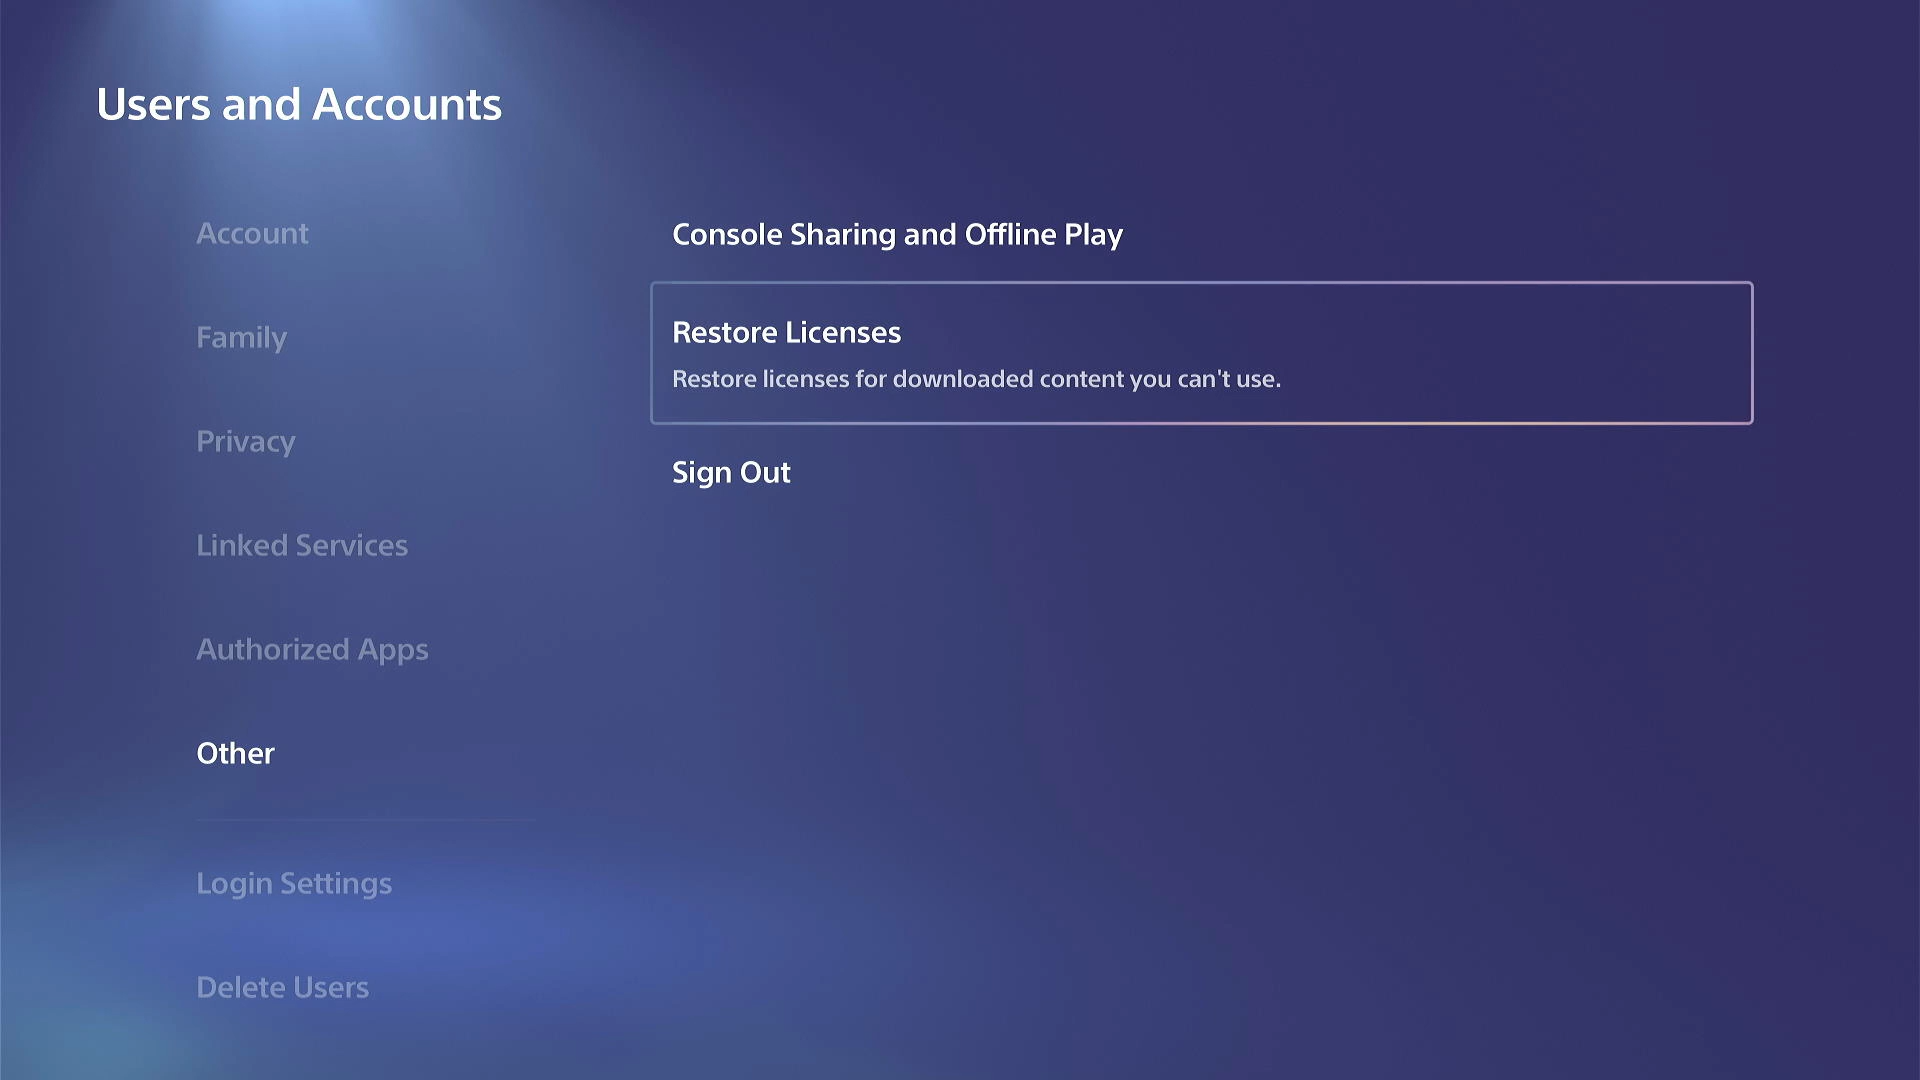 Users and Accounts
Account
Family
Privacy
Linked Services
Authorized Apps
Other
Login Settings
Delete Users
Console Sharing and Offline Play
Restore Licenses
Restore licenses for downloaded content you can't use.
Sign Out